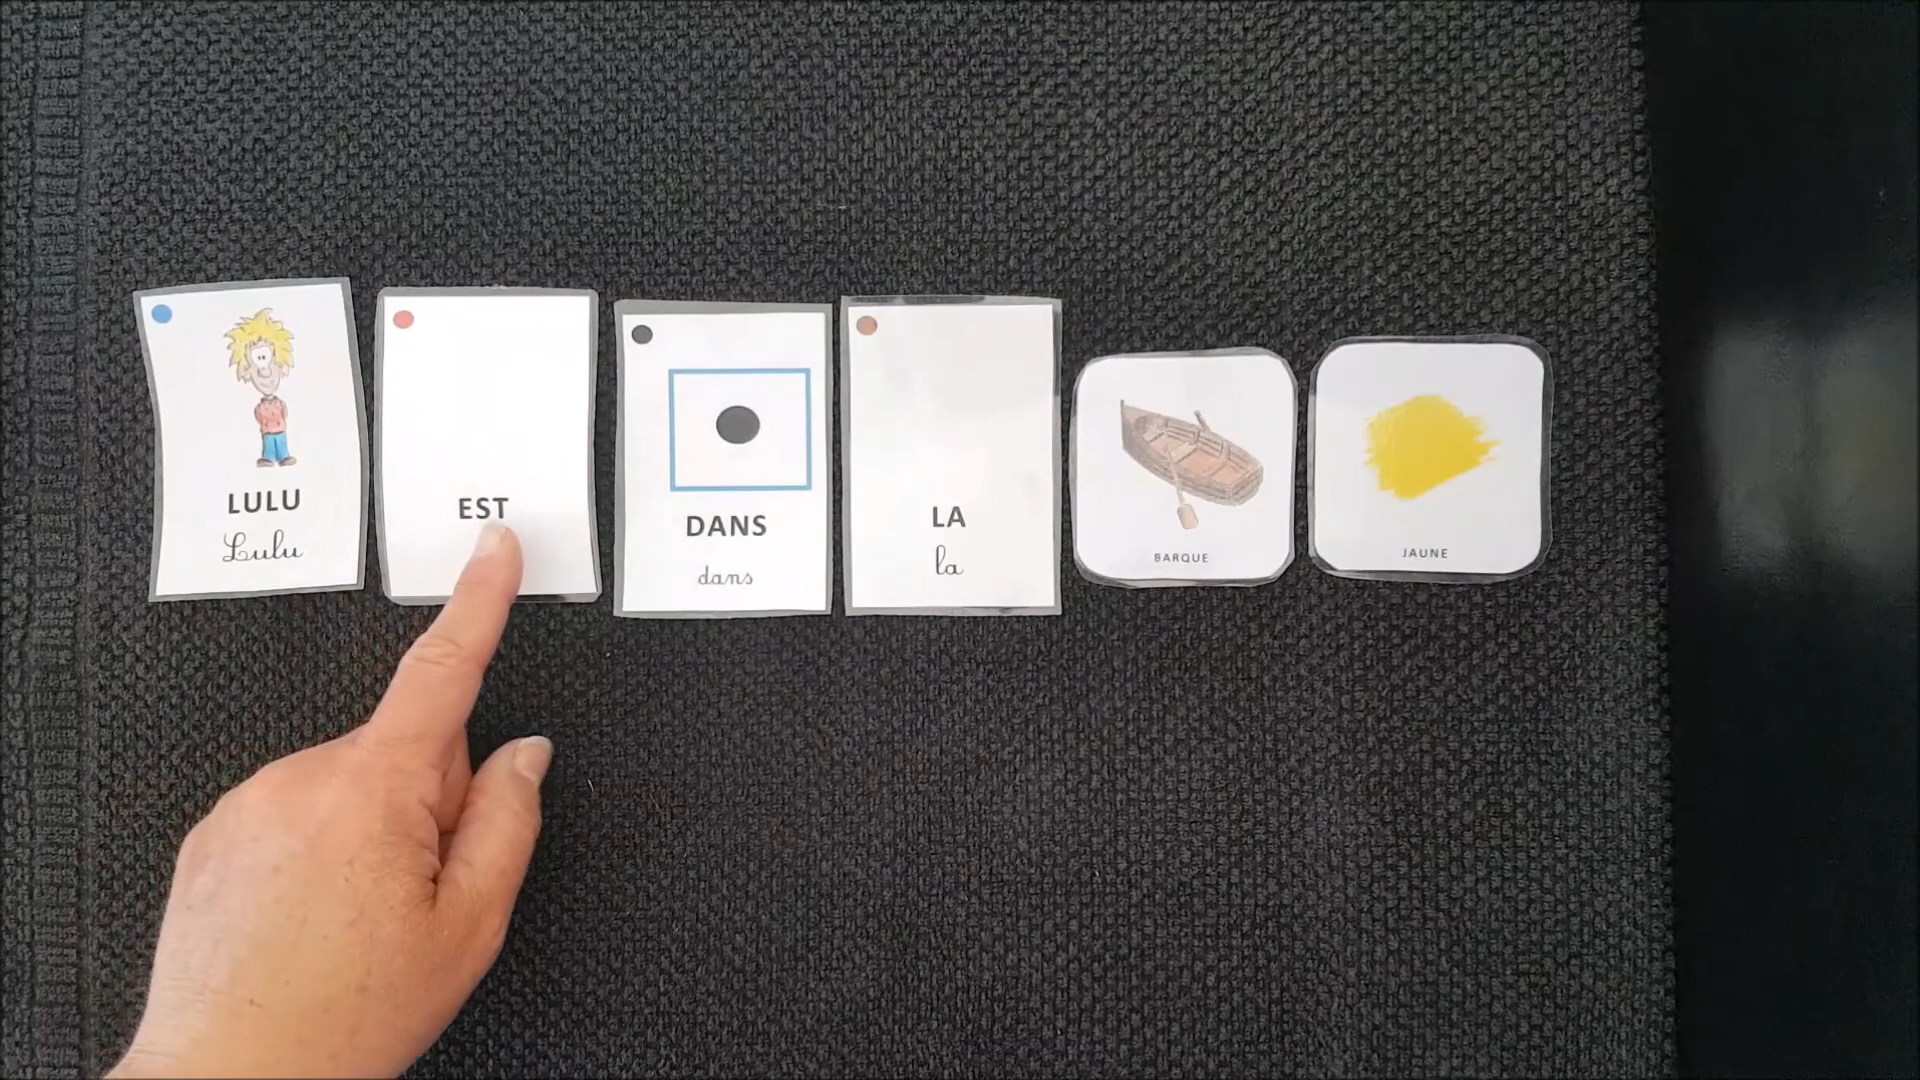 LULU
Lulu
EST
DANS
dans
LA
la
BARQUE
JAUNE